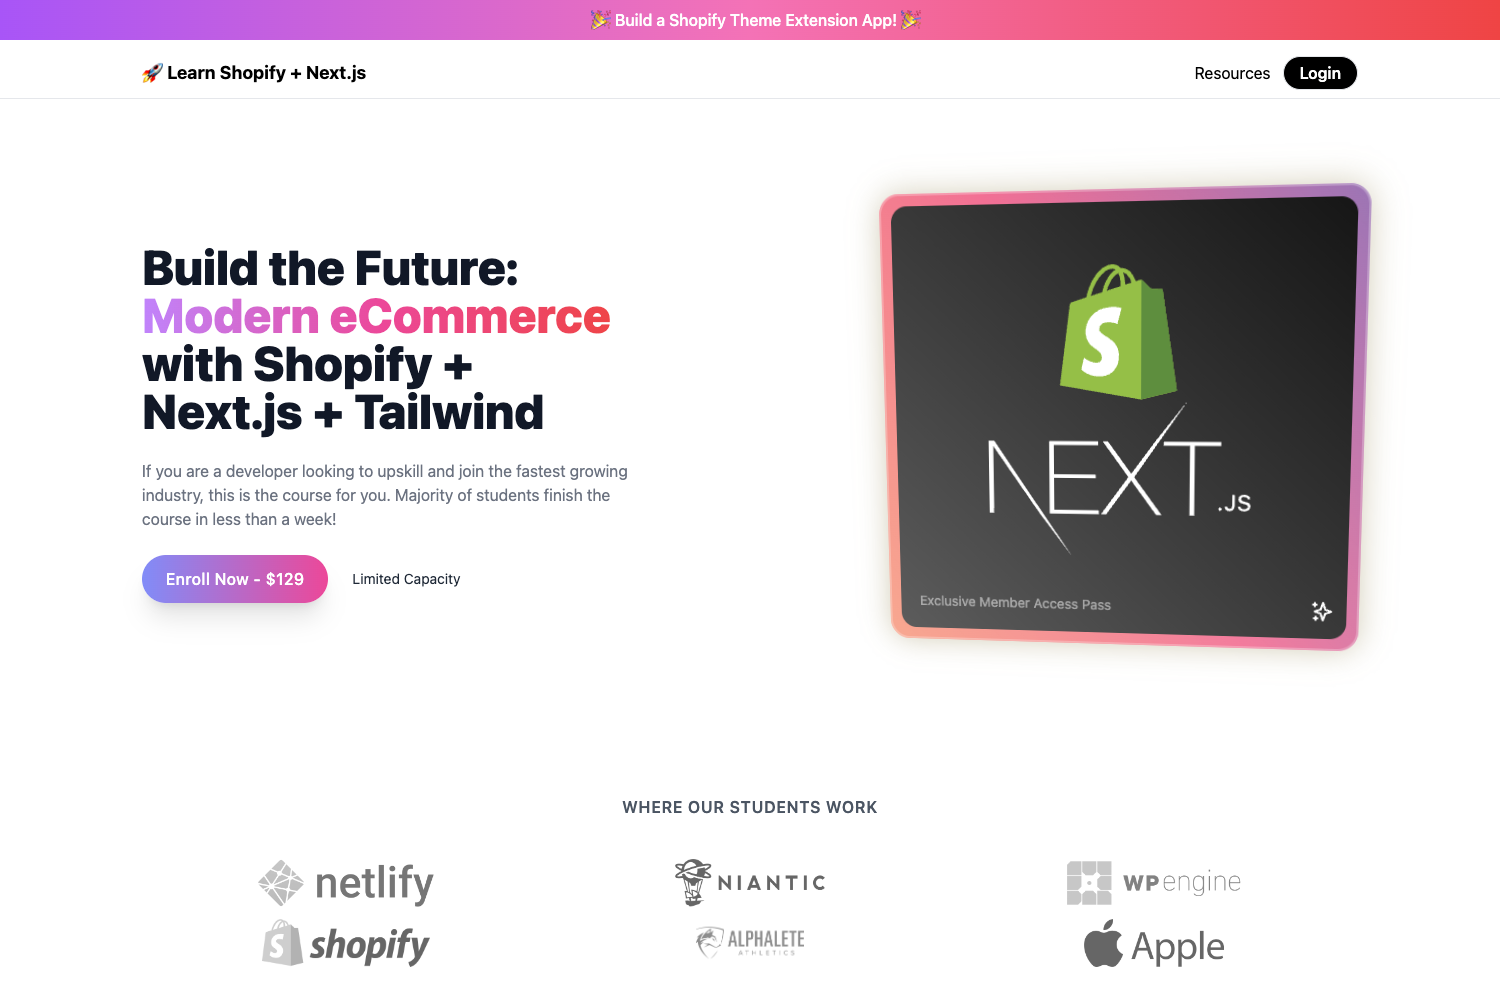 🎉 Build a Shopify Theme Extension App! 🎉
🚀 Learn Shopify + Next.js
Resources
Login
Build the Future:
Modern eCommerce
with Shopify +
Next.js + Tailwind
If you are a developer looking to upskill and join the fastest growing
industry, this is the course for you. Majority of students finish the
course in less than a week!
Enroll Now - $129
Limited Capacity
S
NEXT.JS
Exclusive Member Access Pass
WHERE OUR STUDENTS WORK
netlify
NIANTIC
WP engine
S shopify
ALPHALETE
ATHLETICS
Apple